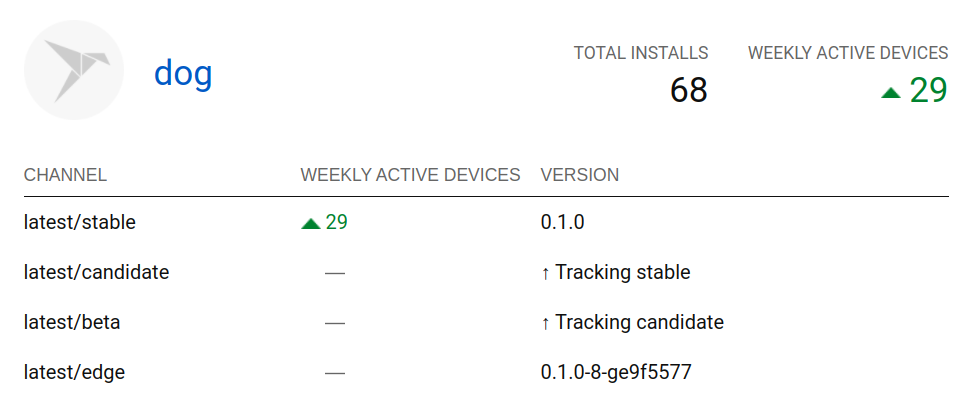 dog
TOTAL INSTALLS
68
WEEKLY ACTIVE DEVICES
▲ 29
CHANNEL WEEKLY ACTIVE DEVICES VERSION
latest/stable ▲ 29 0.1.0
latest/candidate — ↑ Tracking stable
latest/beta — ↑ Tracking candidate
latest/edge — 0.1.0-8-ge9f5577